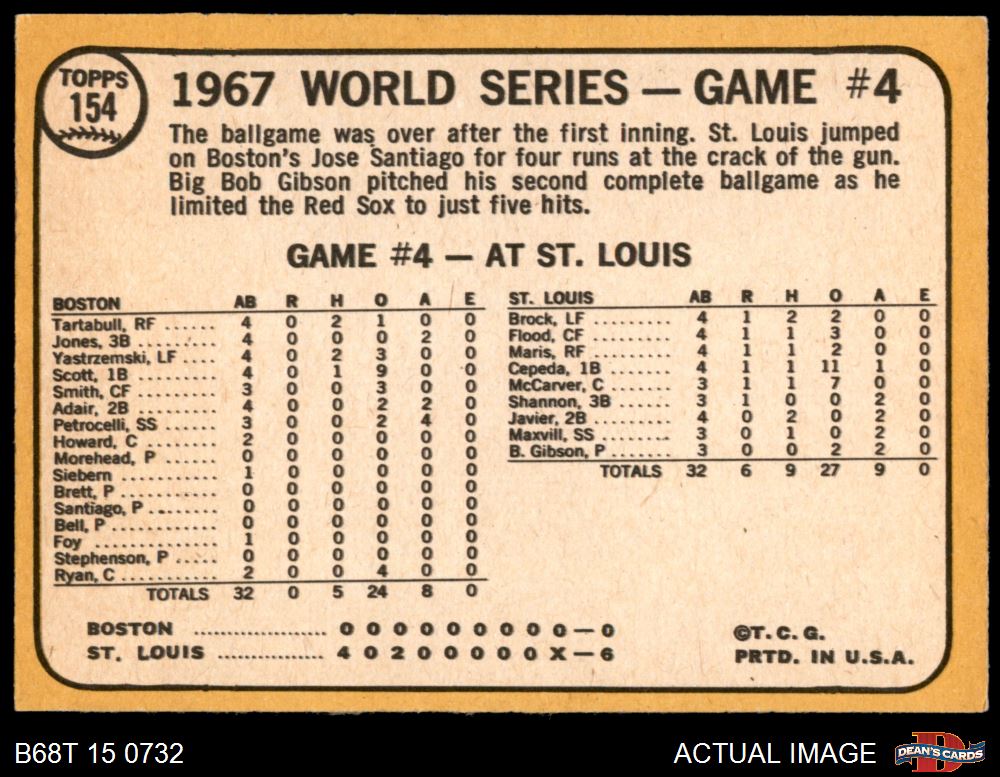 TOPPS
154
1967 WORLD SERIES — GAME #4
The ballgame was over after the first inning. St. Louis jumped
on Boston's Jose Santiago for four runs at the crack of the gun.
Big Bob Gibson pitched his second complete ballgame as he
limited the Red Sox to just five hits.
GAME #4 — AT ST. LOUIS
BOSTON AB R H O A E
Tartabull, RF ...... 4 0 2 1 0 0
Jones, 3B .......... 4 0 0 0 2 0
Yastrzemski, LF .... 4 0 2 3 0 0
Scott, 1B .......... 4 0 1 9 0 0
Smith, CF .......... 3 0 0 3 0 0
Adair, 2B .......... 4 0 0 2 2 0
Petrocelli, SS ...... 3 0 0 2 4 0
Howard, C .......... 2 0 0 0 0 0
Morehead, P ........ 0 0 0 0 0 0
Siebern ............ 1 0 0 0 0 0
Brett, P ............ 0 0 0 0 0 0
Santiago, P ........ 0 0 0 0 0 0
Bell, P ............. 0 0 0 0 0 0
Foy ................ 1 0 0 0 0 0
Stephenson, P ..... 0 0 0 0 0 0
Ryan, C ............ 2 0 0 4 0 0
TOTALS 32 0 5 24 8 0
ST. LOUIS AB R H O A E
Brock, LF .......... 4 1 2 2 0 0
Flood, CF .......... 4 1 1 3 0 0
Maris, RF .......... 4 1 1 2 0 0
Cepeda, 1B ........ 4 1 1 11 1 0
McCarver, C ........ 3 1 1 7 0 0
Shannon, 3B ....... 3 1 0 0 2 0
Javier, 2B .......... 4 0 2 0 2 0
Maxvill, SS ......... 3 0 1 0 2 0
B. Gibson, P ....... 3 0 0 2 2 0
TOTALS 32 6 9 27 9 0
BOSTON .................... 0 0 0 0 0 0 0 0 0 — 0
ST. LOUIS ................ 4 0 2 0 0 0 0 0 X — 6
©T. C. G.
PRTD. IN U.S.A.
B68T 15 0732
ACTUAL IMAGE
D
DEAN'S CARDS